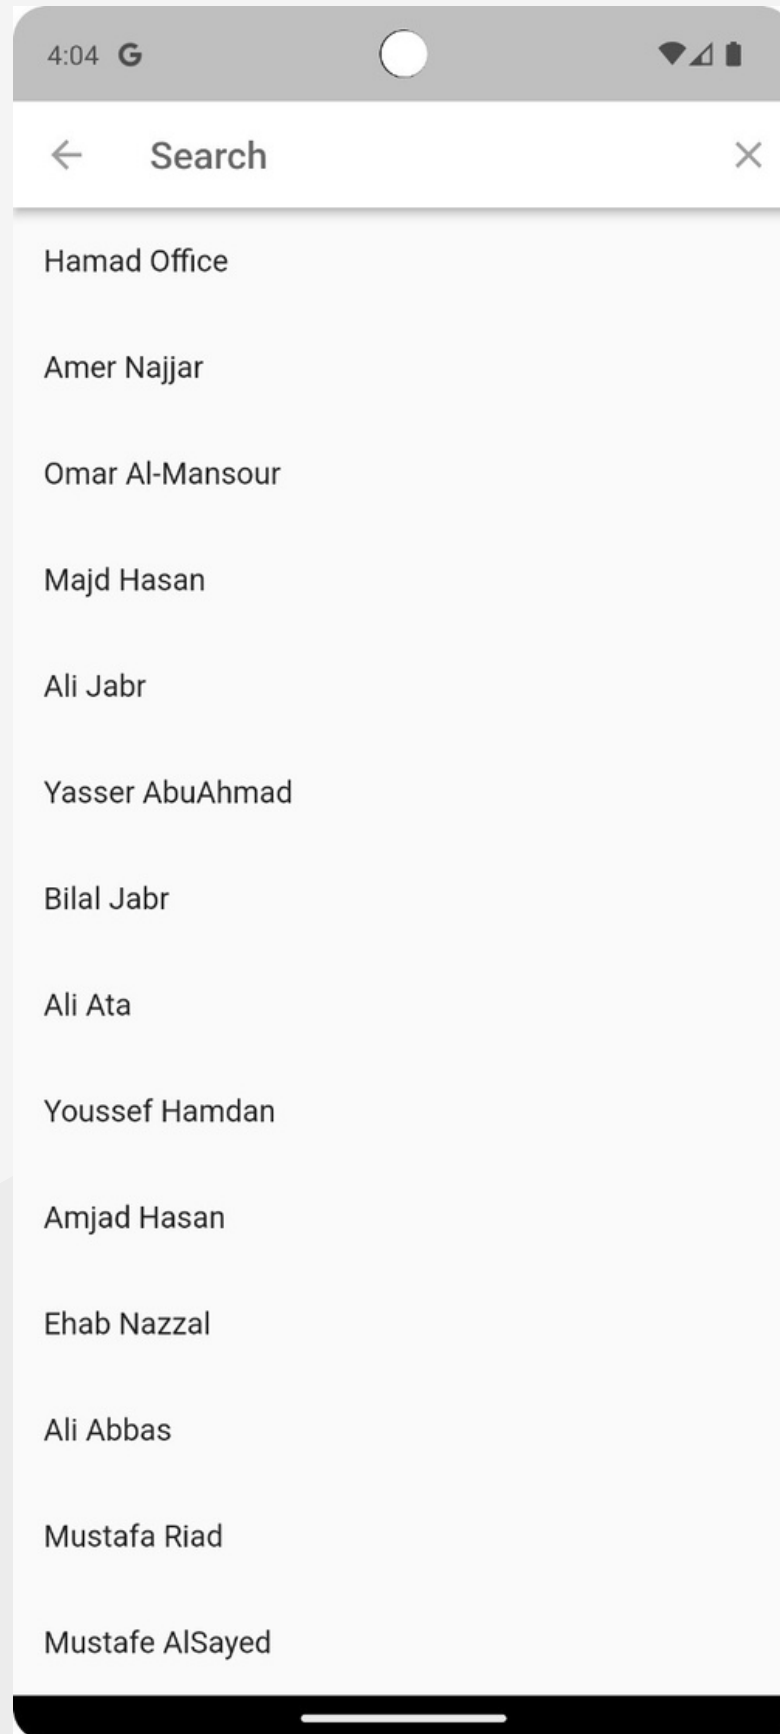 4:04 G
Search
Hamad Office
Amer Najjar
Omar Al-Mansour
Majd Hasan
Ali Jabr
Yasser AbuAhmad
Bilal Jabr
Ali Ata
Youssef Hamdan
Amjad Hasan
Ehab Nazzal
Ali Abbas
Mustafa Riad
Mustafe AlSayed